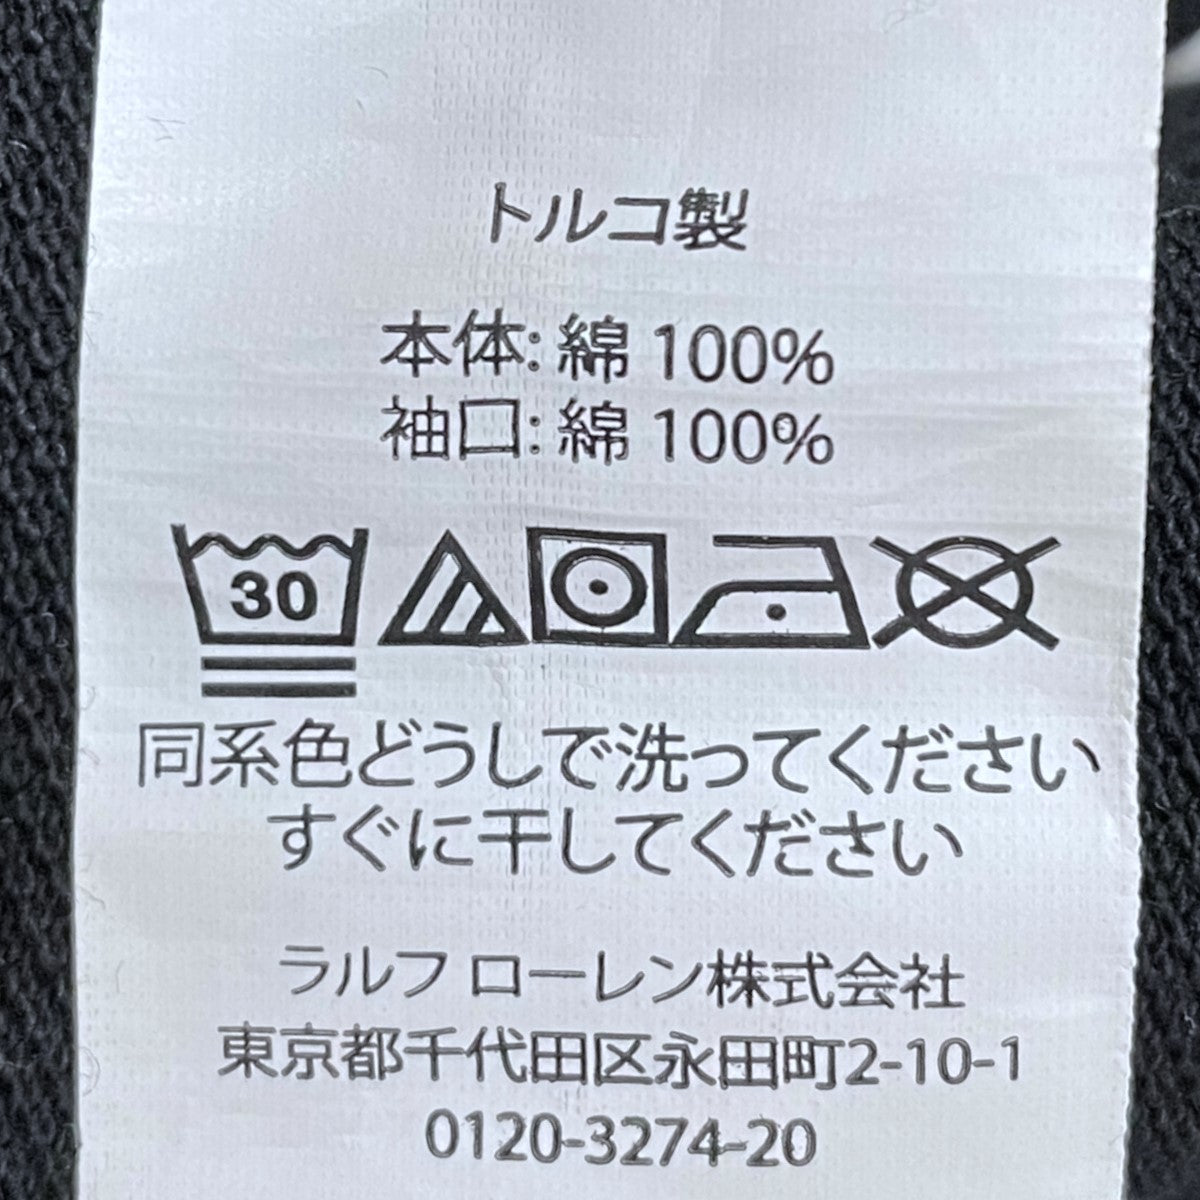 トルコ製
本体: 綿 100%
袖口: 綿 100%
30
同系色どうしで洗ってください
すぐに干してください
ラルフ ローレン株式会社
東京都千代田区永田町2-10-1
0120-3274-20